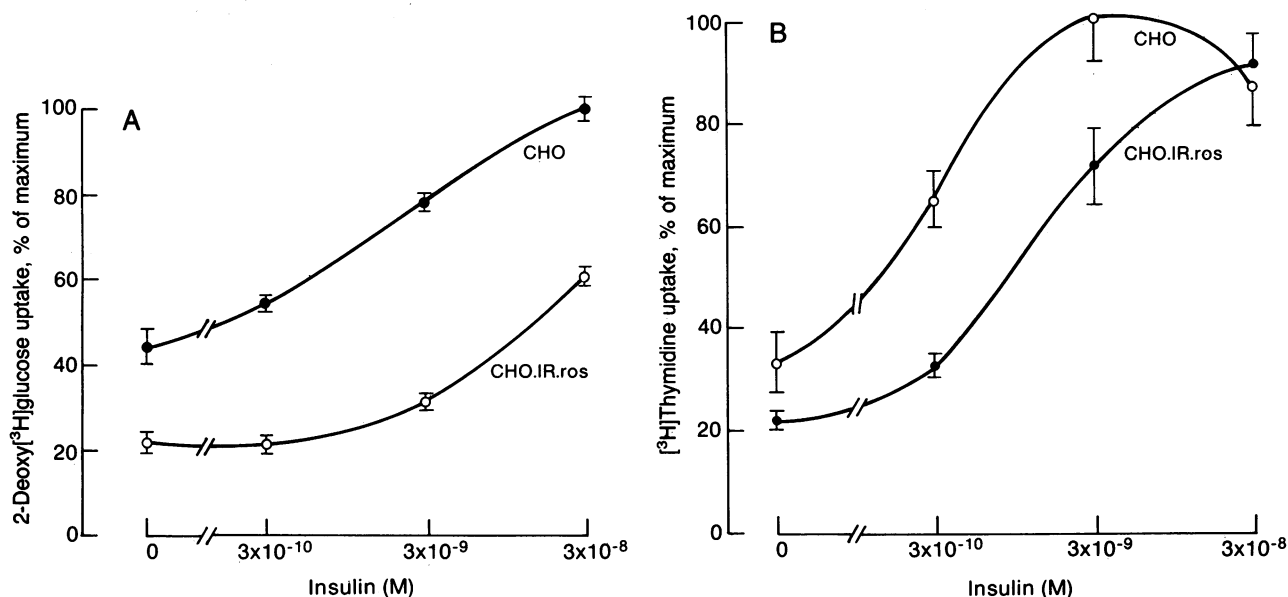 A
2-Deoxy[³H]glucose uptake, % of maximum
100
80
60
40
20
0
CHO
CHO.IR.ros
0
3x10⁻¹⁰
3x10⁻⁹
3x10⁻⁸
Insulin (M)
B
[³H]Thymidine uptake, % of maximum
100
80
60
40
20
0
CHO
CHO.IR.ros
0
3x10⁻¹⁰
3x10⁻⁹
3x10⁻⁸
Insulin (M)